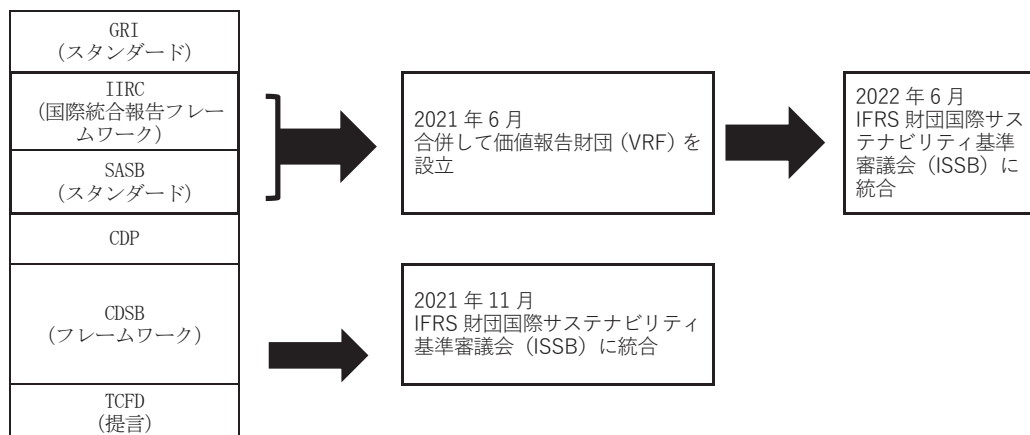 GRI
(スタンダード)
IIRC
(国際統合報告フレー
ムワーク)
SASB
(スタンダード)
CDP
CDSB
(フレームワーク)
TCFD
(提言)
2021 年 6 月
合併して価値報告財団 (VRF) を
設立
2022 年 6 月
IFRS 財団国際サス
テナビリティ基準
審議会（ISSB）に
統合
2021 年 11 月
IFRS 財団国際サステナビリティ
基準審議会（ISSB）に統合